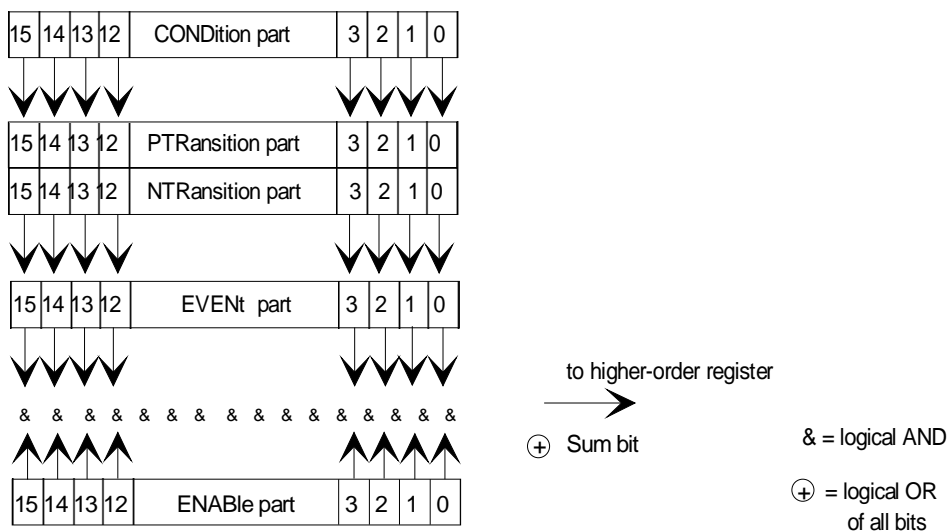 15 14 13 12 CONDition part 3 2 1 0
15 14 13 12 PTRansition part 3 2 1 0
15 14 13 12 NTRansition part 3 2 1 0
15 14 13 12 EVENt part 3 2 1 0
to higher-order register
& & & & & & & & & & & & & & & &
+ Sum bit
& = logical AND
15 14 13 12 ENABle part 3 2 1 0
+ = logical OR
of all bits